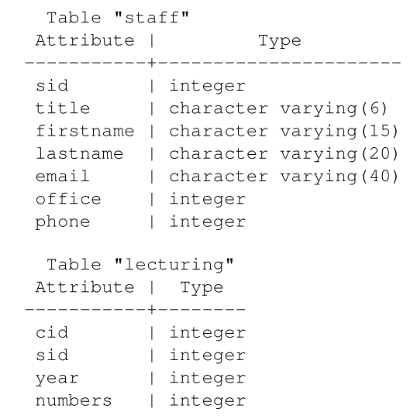 Table "staff"
Attribute | Type
-----------+----------------------
sid | integer
title | character varying(6)
firstname | character varying(15)
lastname | character varying(20)
email | character varying(40)
office | integer
phone | integer
Table "lecturing"
Attribute | Type
-----------+--------
cid | integer
sid | integer
year | integer
numbers | integer